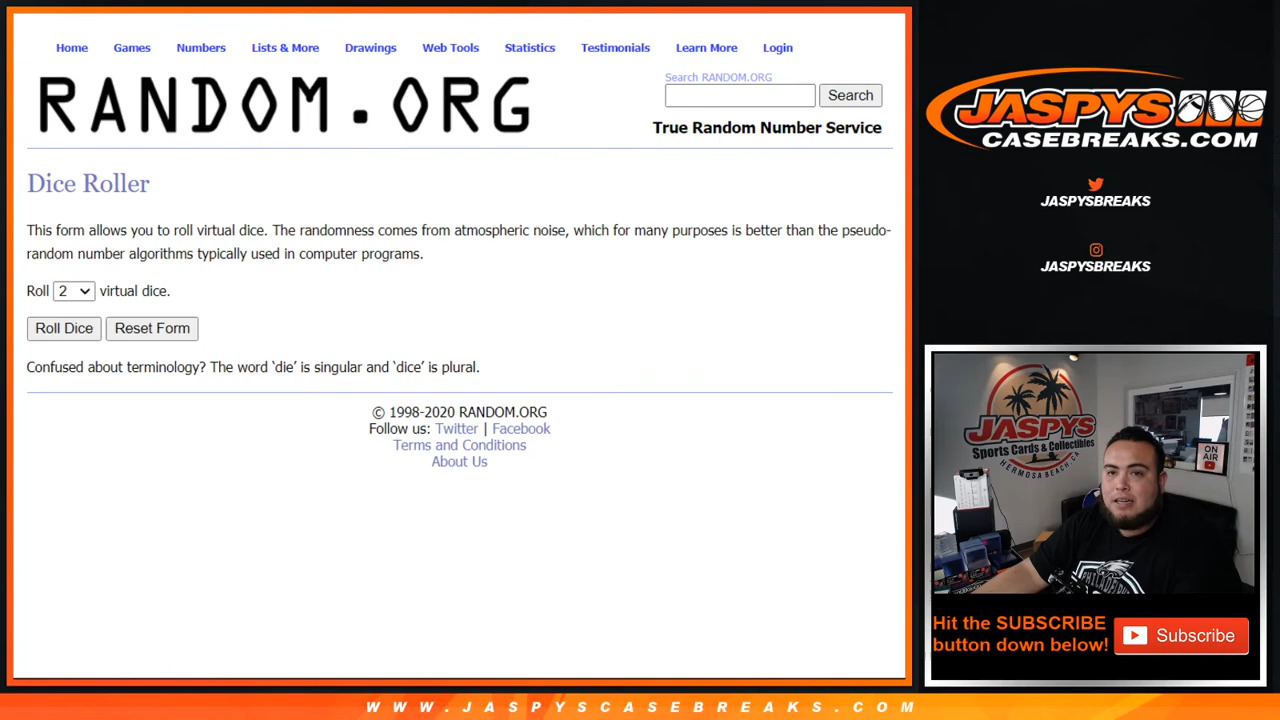 Home Games Numbers Lists & More Drawings Web Tools Statistics Testimonials Learn More Login
RANDOM.ORG
Search RANDOM.ORG
Search
True Random Number Service
Dice Roller
This form allows you to roll virtual dice. The randomness comes from atmospheric noise, which for many purposes is better than the pseudo-
random number algorithms typically used in computer programs.
Roll 2 virtual dice.
Roll Dice Reset Form
Confused about terminology? The word ‘die’ is singular and ‘dice’ is plural.
© 1998-2020 RANDOM.ORG
Follow us: Twitter | Facebook
Terms and Conditions
About Us
JASPYS
CASEBREAKS.COM
JASPYSBREAKS
JASPYSBREAKS
JASPYS
Sports Cards & Collectibles
HERMOSA BEACH, CA
ON
AIR
Hit the SUBSCRIBE
button down below!
Subscribe
WWW.JASPYSCASEBREAKS.COM